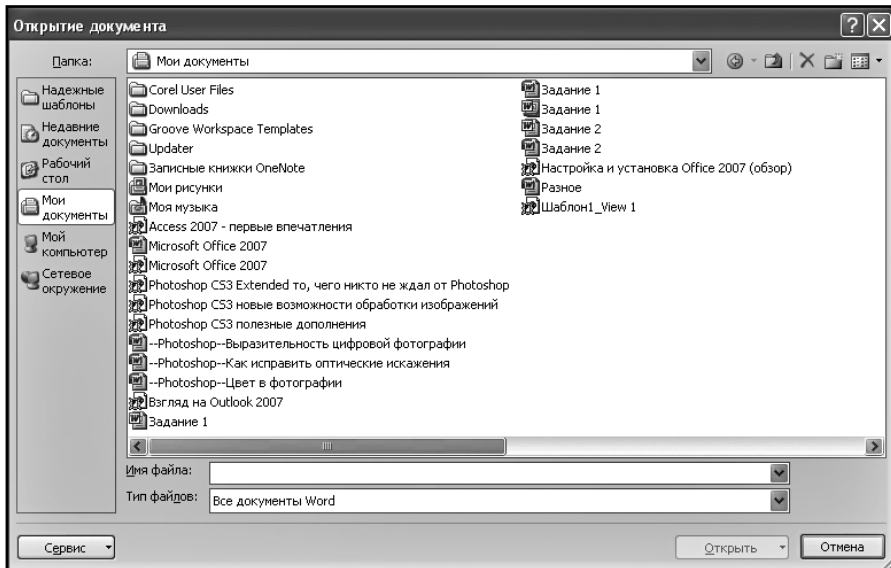 Открытие документа
Папка:
Мои документы
Надежные
шаблоны
Недавние
документы
Рабочий
стол
Мои
документы
Мой
компьютер
Сетевое
окружение
Corel User Files
Downloads
Groove Workspace Templates
Updater
Записные книжки OneNote
Мои рисунки
Моя музыка
Access 2007 - первые впечатления
Microsoft Office 2007
Microsoft Office 2007
Photoshop CS3 Extended то, чего никто не ждал от Photoshop
Photoshop CS3 новые возможности обработки изображений
Photoshop CS3 полезные дополнения
--Photoshop--Выразительность цифровой фотографии
--Photoshop--Как исправить оптические искажения
--Photoshop--Цвет в фотографии
Взгляд на Outlook 2007
Задание 1
Задание 1
Задание 1
Задание 2
Задание 2
Настройка и установка Office 2007 (обзор)
Разное
Шаблон1_View 1
Имя файла:
Тип файлов:
Все документы Word
Сервис
Открыть
Отмена